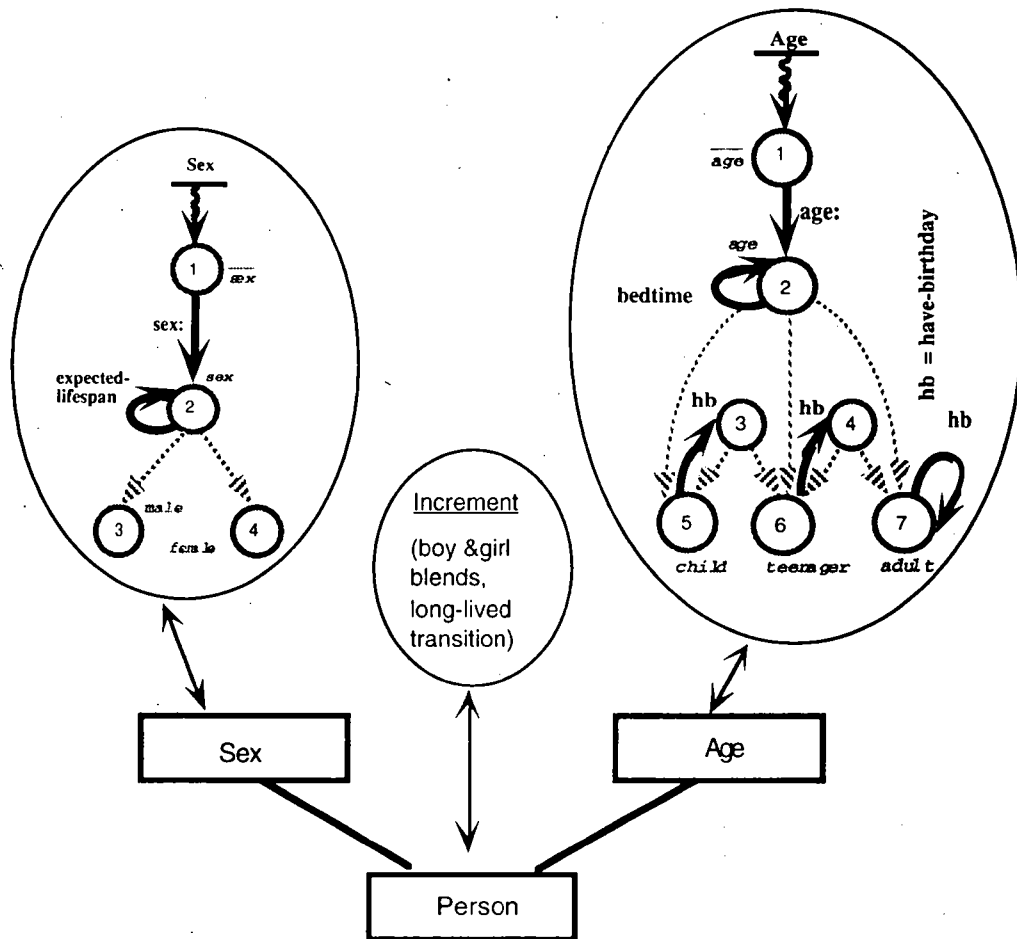 Sex
1
sex
sex:
expected-
lifespan
sex
2
3
male
female
4
Increment
(boy &girl
blends,
long-lived
transition)
Age
1
age
age:
age
bedtime
2
hb = have-birthday
hb
3
hb
4
hb
5
6
7
child
teenager
adult
Sex
Age
Person